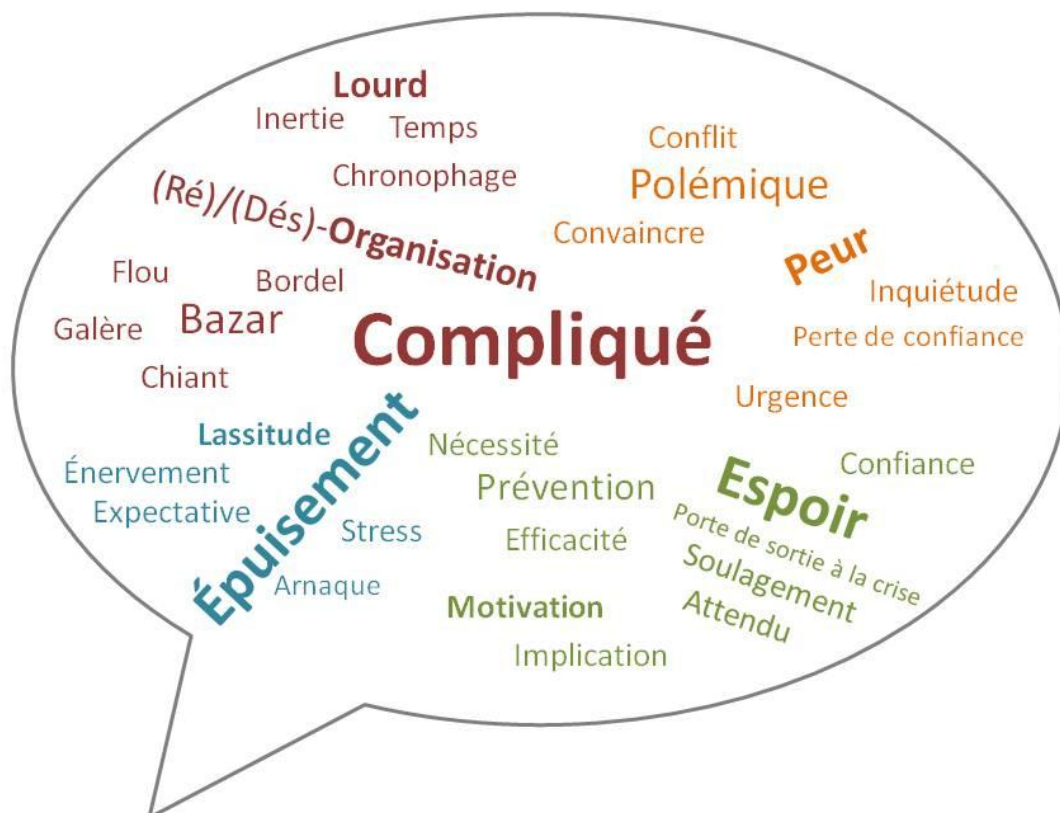 Lourd
Inertie
Temps
Chronophage
(Ré)/(Dés)-Organisation
Flou
Bordel
Bazar
Galère
Chiant
Conflit
Polémique
Convaincre
Peur
Inquiétude
Perte de confiance
Urgence
Compliqué
Lassitude
Énervement
Expectative
Épuisement
Stress
Arnaque
Nécessité
Prévention
Efficacité
Motivation
Implication
Confiance
Espoir
Porte de sortie à la crise
Soulagement
Attendu